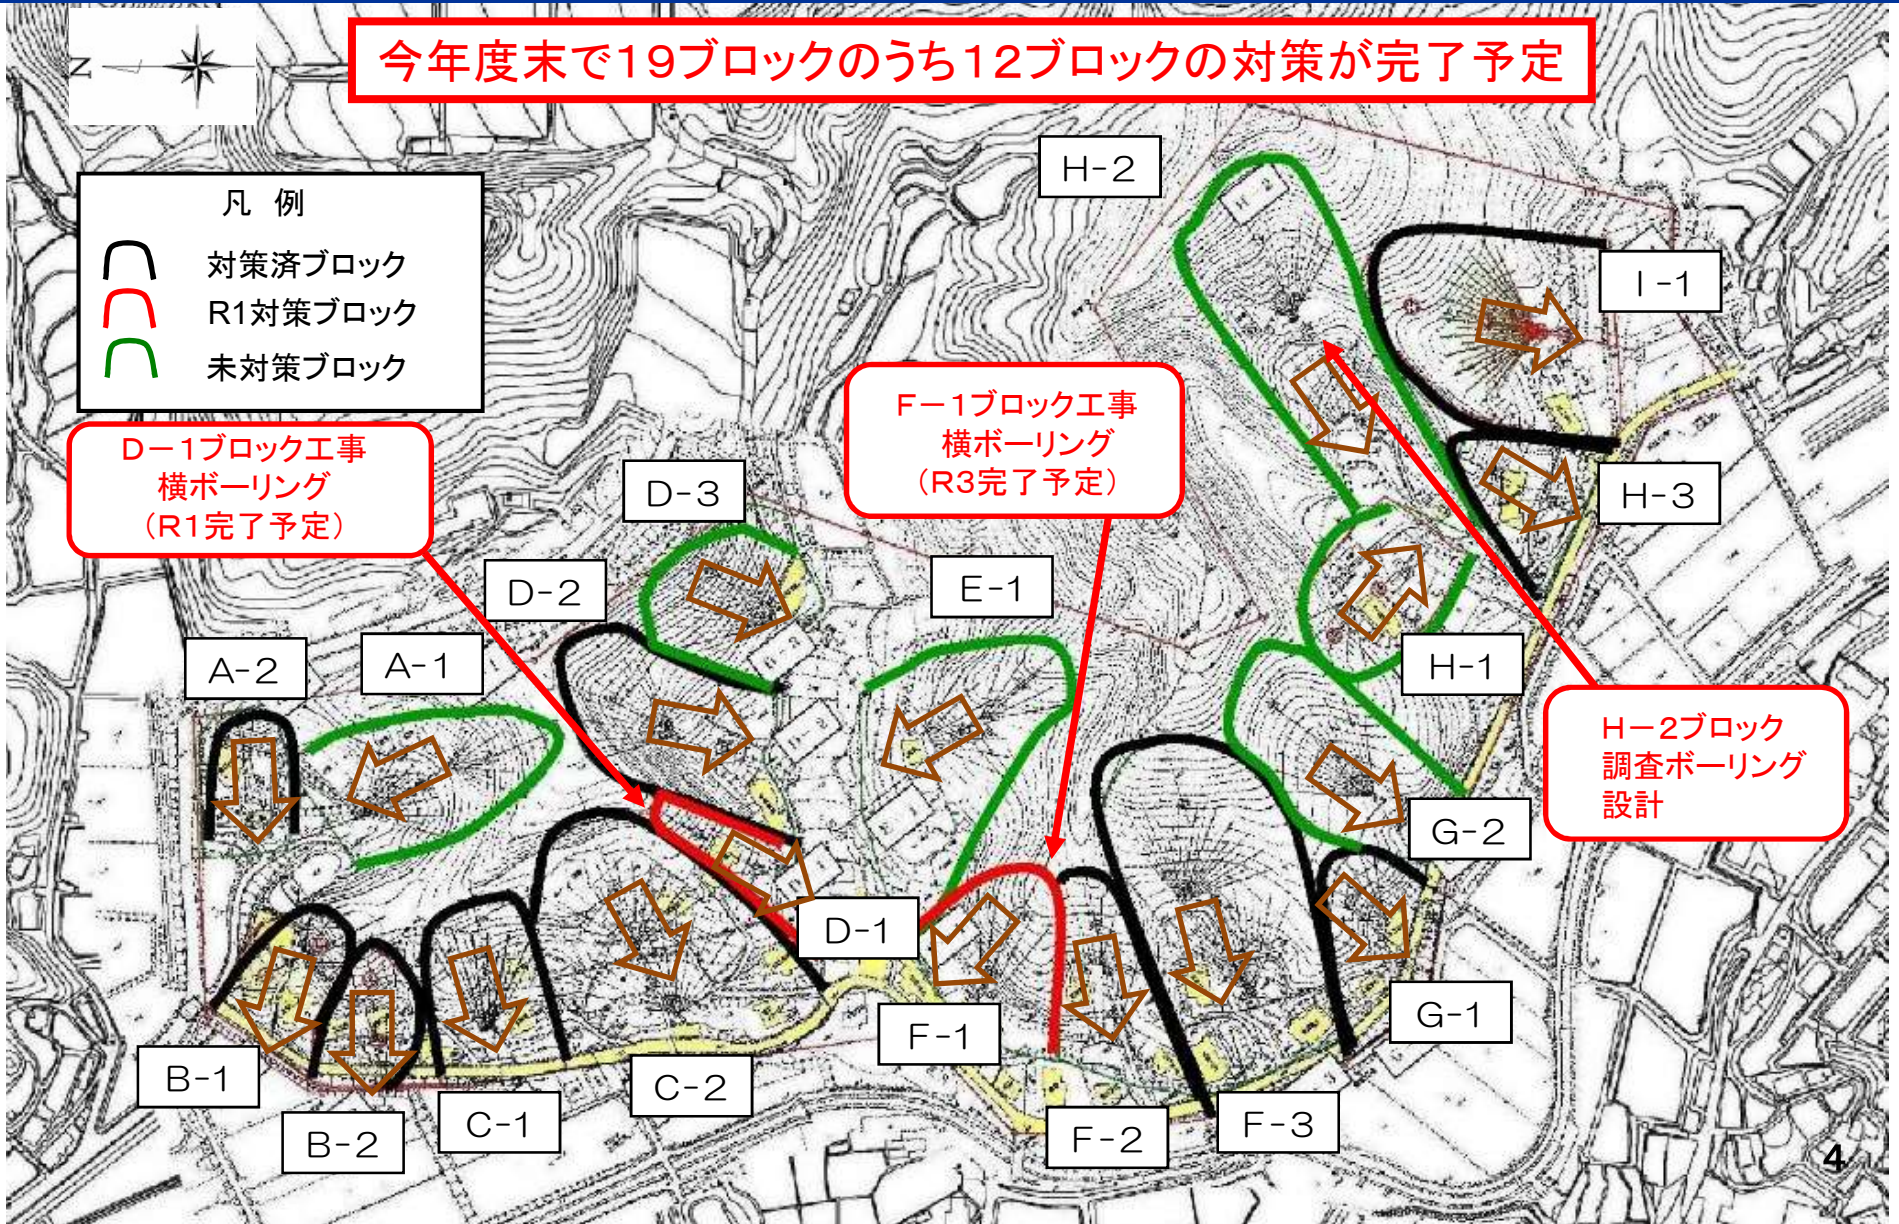 今年度末で19ブロックのうち12ブロックの対策が完了予定
N
凡 例
対策済ブロック
R1対策ブロック
未対策ブロック
D－1ブロック工事
横ボーリング
（R1完了予定）
F－1ブロック工事
横ボーリング
（R3完了予定）
H－2ブロック
調査ボーリング
設計
H-2
I-1
H-3
D-3
D-2
E-1
A-2
A-1
H-1
G-2
D-1
G-1
F-1
B-1
C-2
C-1
B-2
F-2
F-3
4